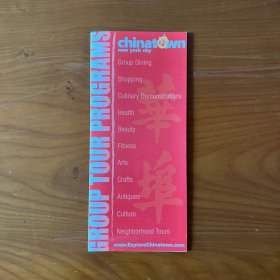 GROUP TOUR PROGRAMS
chinatown
new york city
Group Dining
Shopping
Culinary Demonstrations
Health
Beauty
Fitness
Arts
Crafts
Antiques
Culture
Neighborhood Tours
華
埠
www.ExploreChinatown.com